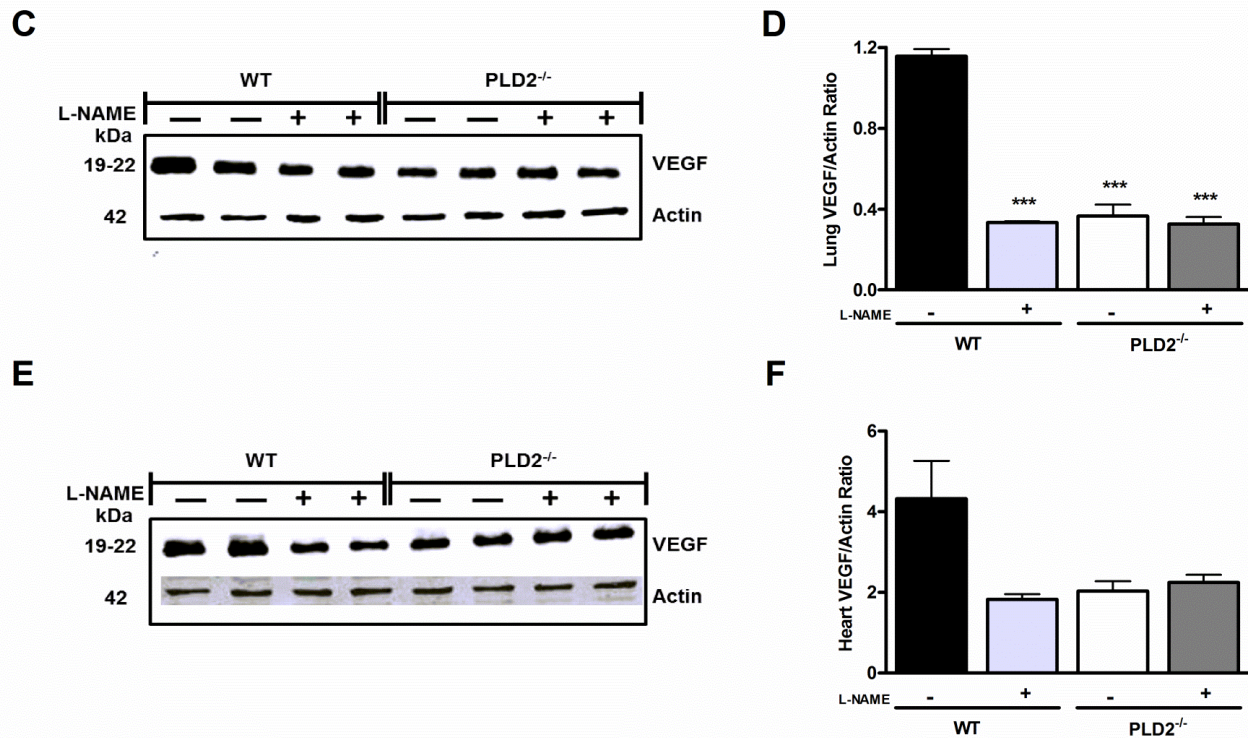 C
WT PLD2-/-
L-NAME — — + + — — + +
kDa
19-22 VEGF
42 Actin
D
Lung VEGF/Actin Ratio
1.2
0.8
0.4
0.0
*** *** ***
L-NAME - + - +
WT PLD2-/-
E
WT PLD2-/-
L-NAME — — + + — — + +
kDa
19-22 VEGF
42 Actin
F
Heart VEGF/Actin Ratio
6
4
2
0
L-NAME - + - +
WT PLD2-/-